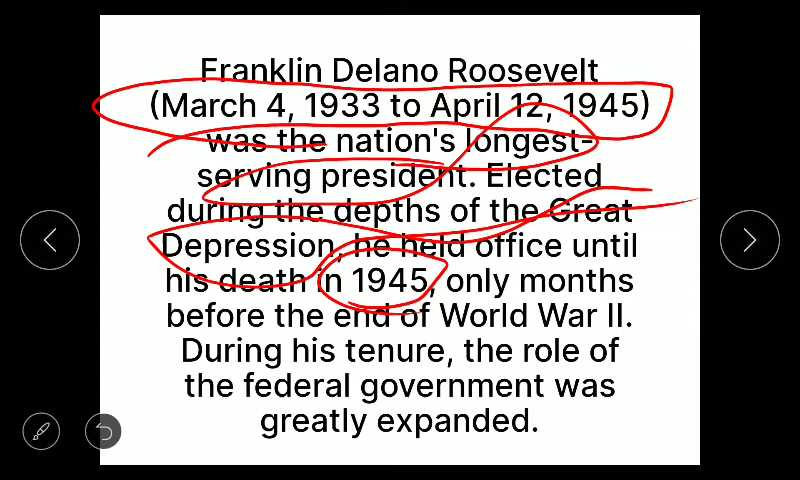 Franklin Delano Roosevelt
(March 4, 1933 to April 12, 1945)
was the nation's longest-
serving president. Elected
during the depths of the Great
Depression, he held office until
his death in 1945, only months
before the end of World War II.
During his tenure, the role of
the federal government was
greatly expanded.